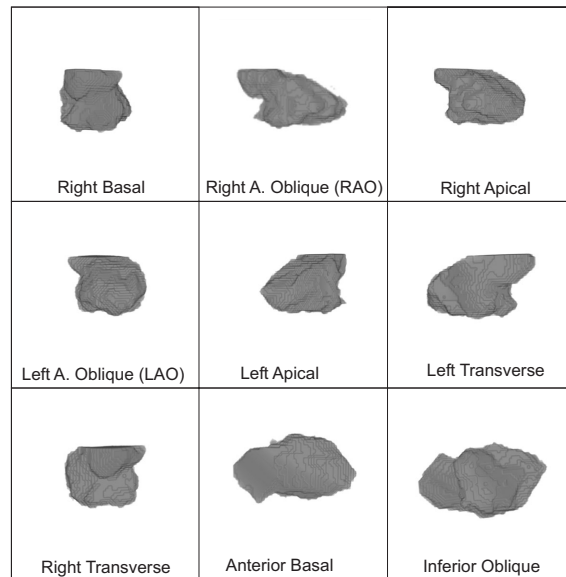 Right Basal
Right A. Oblique (RAO)
Right Apical
Left A. Oblique (LAO)
Left Apical
Left Transverse
Right Transverse
Anterior Basal
Inferior Oblique